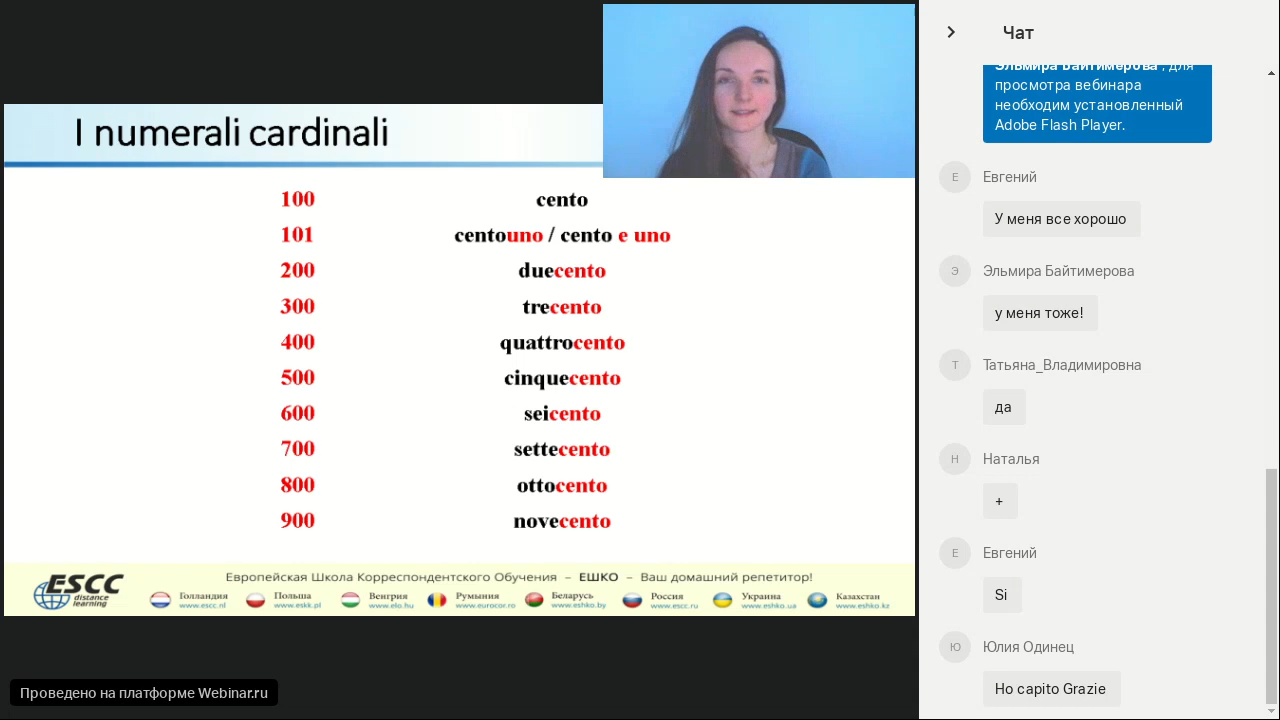 I numerali cardinali
100 cento
101 centouno / cento e uno
200 duecento
300 trecento
400 quattrocento
500 cinquecento
600 seicento
700 settecento
800 ottocento
900 novecento
ESCC
distance
learning
Европейская Школа Корреспондентского Обучения – ЕШКО – Ваш домашний репетитор!
Голландия Польша Венгрия Румыния Беларусь Россия Украина Казахстан
www.escc.nl www.eskk.pl www.elo.hu www.eurocor.ro www.eshko.by www.escc.ru www.eshko.ua www.eshko.kz
Проведено на платформе Webinar.ru
Чат
Эльмира Байтимерова , для
просмотра вебинара
необходим установленный
Adobe Flash Player.
Е Евгений
У меня все хорошо
Э Эльмира Байтимерова
у меня тоже!
Т Татьяна_Владимировна
да
Н Наталья
+
Е Евгений
Si
Ю Юлия Одинец
Ho capito Grazie